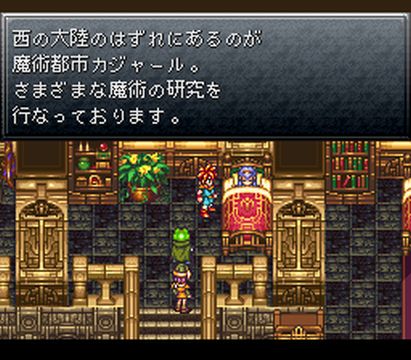 西の大陸のはずれにあるのが
魔術都市カジャール。
さまざまな魔術の研究を
行なっております。